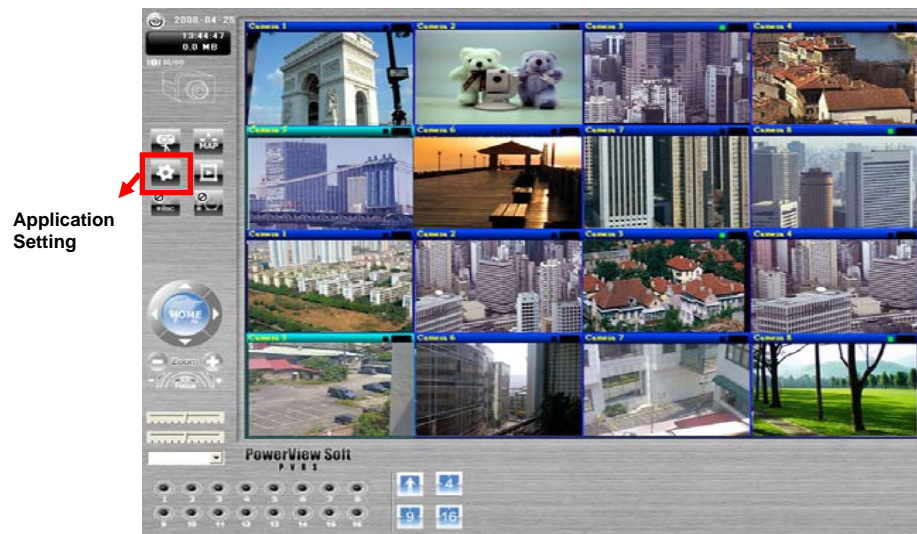 2008-04-25
13:44:47
0.0 MB
Camera 1
Camera 2
Camera 3
Camera 4
MAP
Camera 5
Camera 6
Camera 7
Camera 8
Application
Setting
Camera 1
Camera 2
Camera 3
Camera 4
HOME
Camera 5
Camera 6
Camera 7
Camera 8
Zoom
Focus
PowerView Soft
P V R S
1 2 3 4 5 6 7 8
9 10 11 12 13 14 15 16
4
9 16